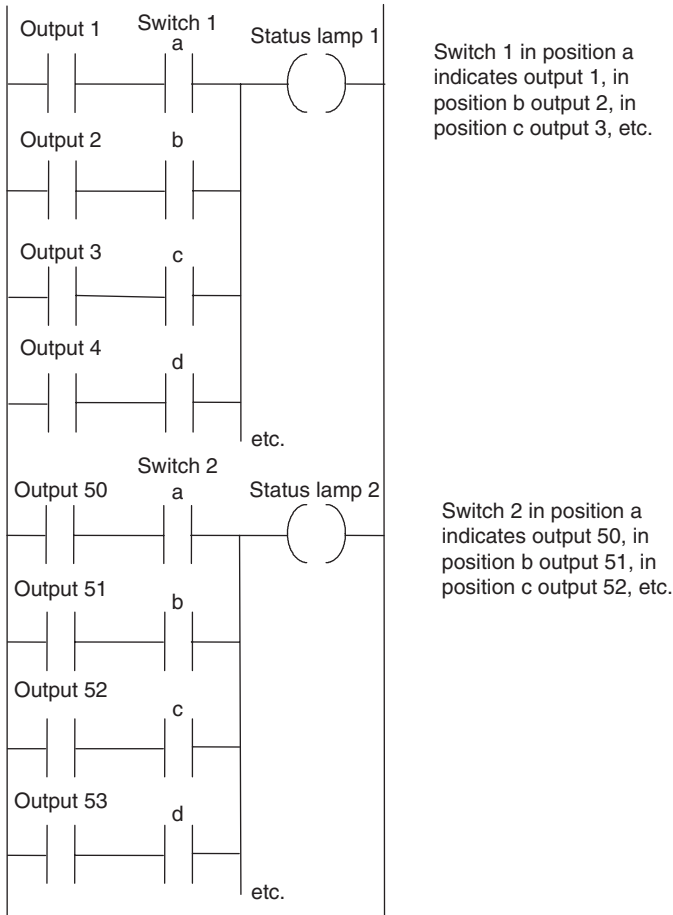 Output 1
Switch 1
a
Status lamp 1
Switch 1 in position a
indicates output 1, in
position b output 2, in
position c output 3, etc.
Output 2
b
Output 3
c
Output 4
d
etc.
Switch 2
Output 50
a
Status lamp 2
Switch 2 in position a
indicates output 50, in
position b output 51, in
position c output 52, etc.
Output 51
b
Output 52
c
Output 53
d
etc.